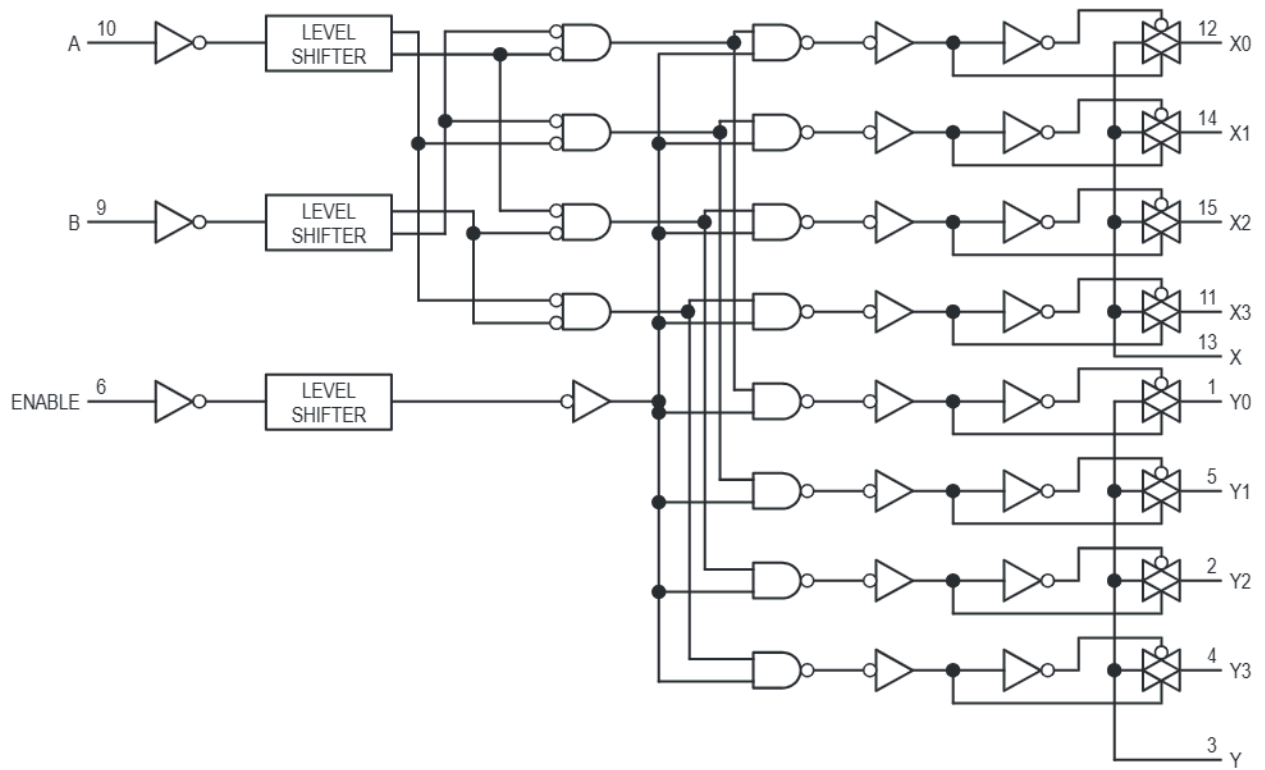 A 10 LEVEL SHIFTER 12 X0
14 X1
B 9 LEVEL SHIFTER 15 X2
11 X3
13 X
ENABLE 6 LEVEL SHIFTER 1 Y0
5 Y1
2 Y2
4 Y3
3 Y